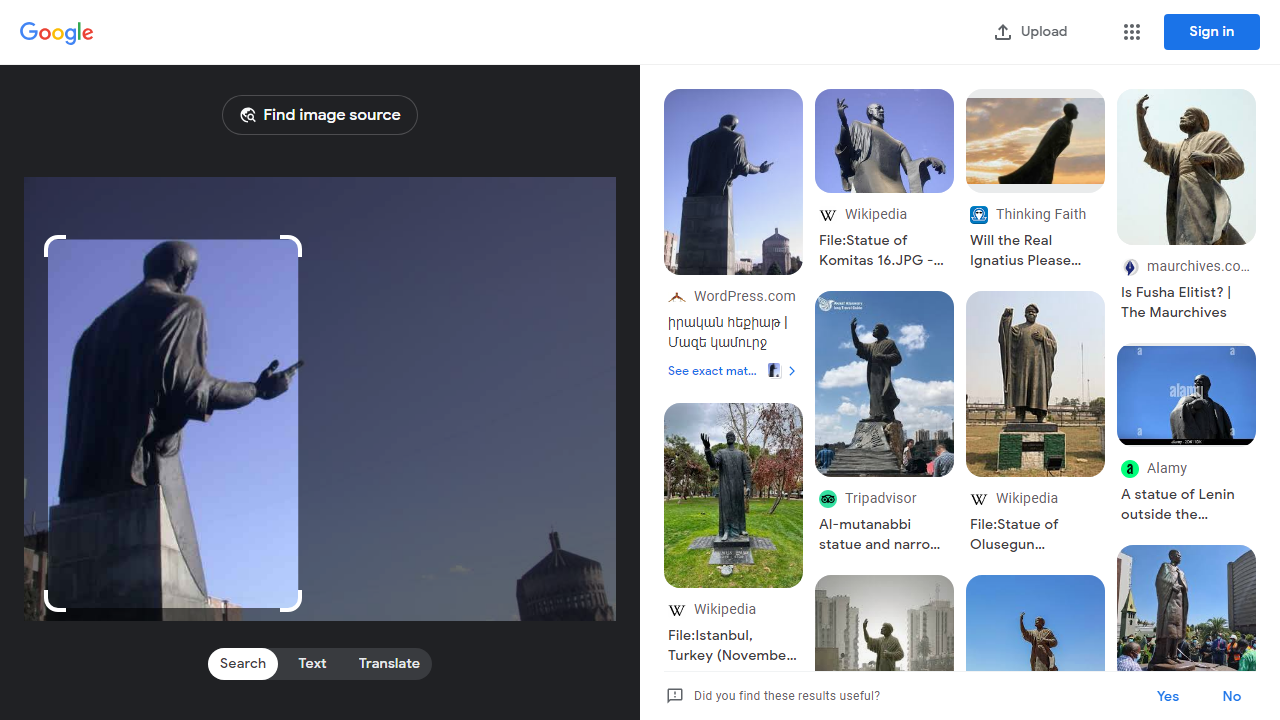 Google
Upload
Sign in
Find image source
Search
Text
Translate
WordPress.com
իրական հեքիաթ |
Մազե կամուրջ
See exact mat...
Wikipedia
File:Istanbul,
Turkey (Novembe...
Wikipedia
File:Statue of
Komitas 16.JPG -...
Tripadvisor
Al-mutanabbi
statue and narro...
Thinking Faith
Will the Real
Ignatius Please...
Wikipedia
File:Statue of
Olusegun...
maurchives.co...
Is Fusha Elitist? |
The Maurchives
a
a
alamy
a
a
Alamy
A statue of Lenin
outside the...
Did you find these results useful?
Yes
No